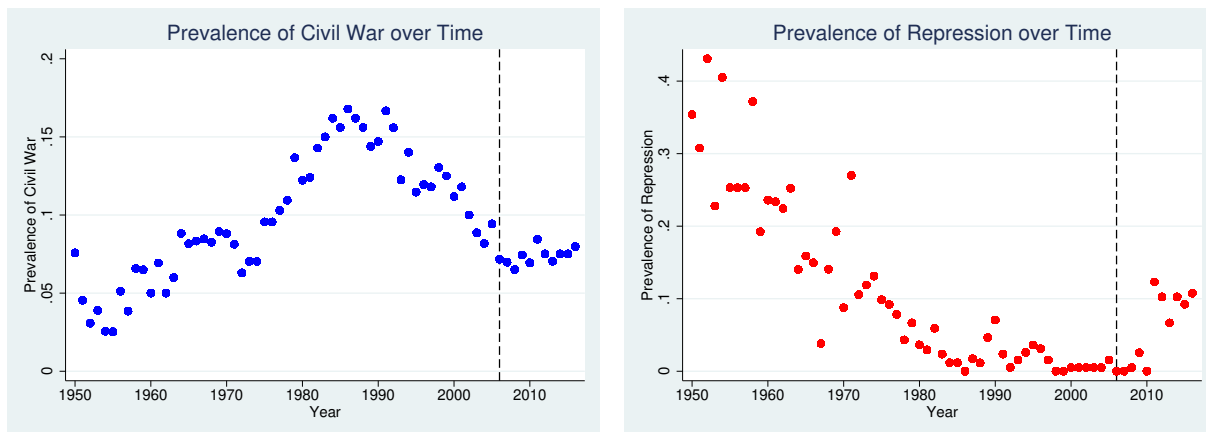 Prevalence of Civil War over Time
Prevalence of Civil War
.2
.15
.1
.05
0
1950 1960 1970 1980 1990 2000 2010
Year
Prevalence of Repression over Time
Prevalence of Repression
.4
.3
.2
.1
0
1950 1960 1970 1980 1990 2000 2010
Year